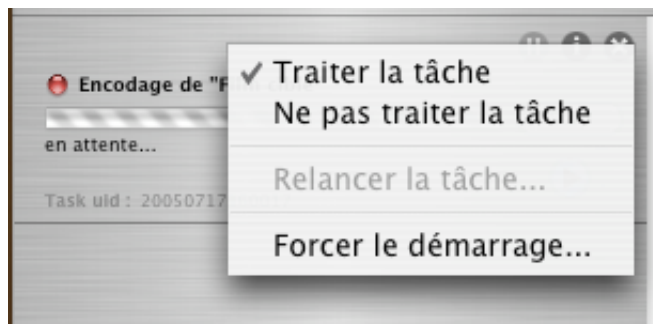 Encodage de "F
en attente...
Task uid : 20050717
✓ Traiter la tâche
Ne pas traiter la tâche
Relancer la tâche...
Forcer le démarrage...